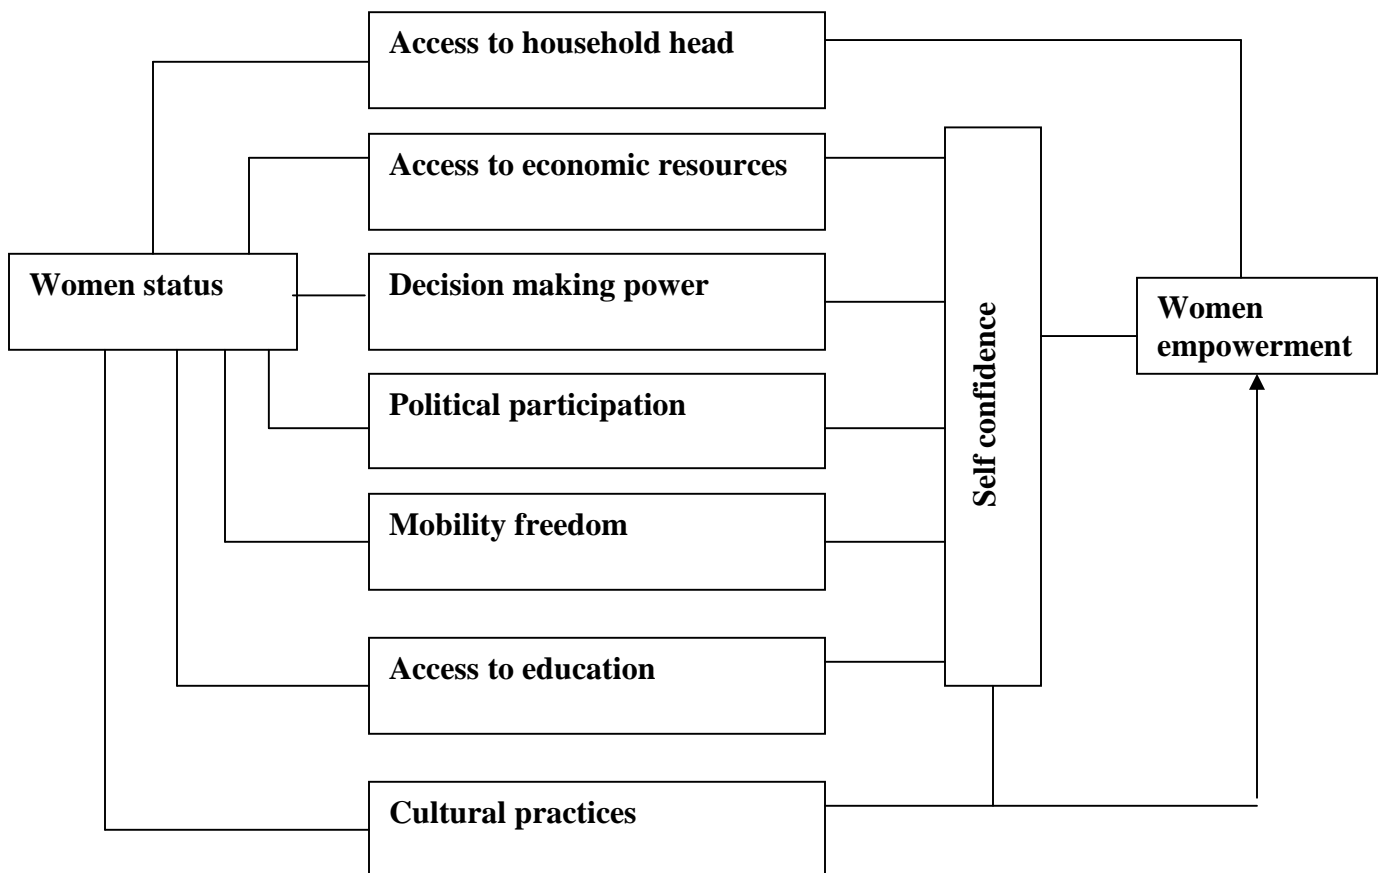 Access to household head
Access to economic resources
Women status
Decision making power
Women
empowerment
Political participation
Self confidence
Mobility freedom
Access to education
Cultural practices